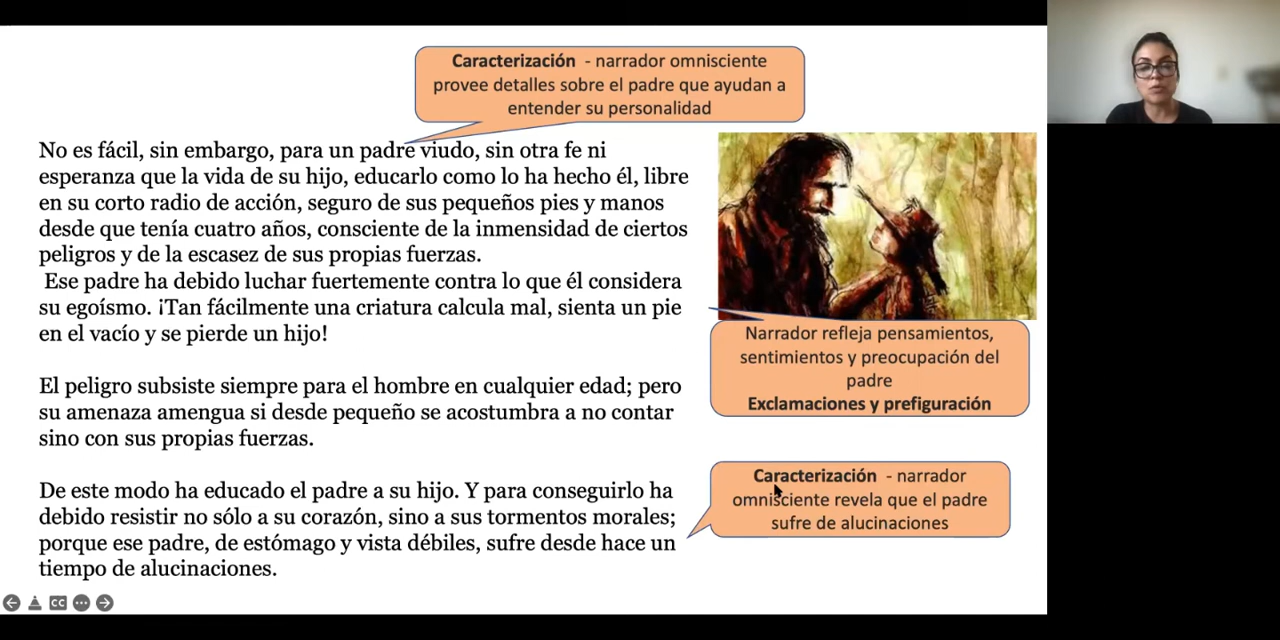 Caracterización - narrador omnisciente
provee detalles sobre el padre que ayudan a
entender su personalidad
No es fácil, sin embargo, para un padre viudo, sin otra fe ni
esperanza que la vida de su hijo, educarlo como lo ha hecho él, libre
en su corto radio de acción, seguro de sus pequeños pies y manos
desde que tenía cuatro años, consciente de la inmensidad de ciertos
peligros y de la escasez de sus propias fuerzas.
Ese padre ha debido luchar fuertemente contra lo que él considera
su egoísmo. ¡Tan fácilmente una criatura calcula mal, sienta un pie
en el vacío y se pierde un hijo!
El peligro subsiste siempre para el hombre en cualquier edad; pero
su amenaza amengua si desde pequeño se acostumbra a no contar
sino con sus propias fuerzas.
De este modo ha educado el padre a su hijo. Y para conseguirlo ha
debido resistir no sólo a su corazón, sino a sus tormentos morales;
porque ese padre, de estómago y vista débiles, sufre desde hace un
tiempo de alucinaciones.
Narrador refleja pensamientos,
sentimientos y preocupación del
padre
Exclamaciones y prefiguración
Caracterización - narrador
omnisciente revela que el padre
sufre de alucinaciones
CC